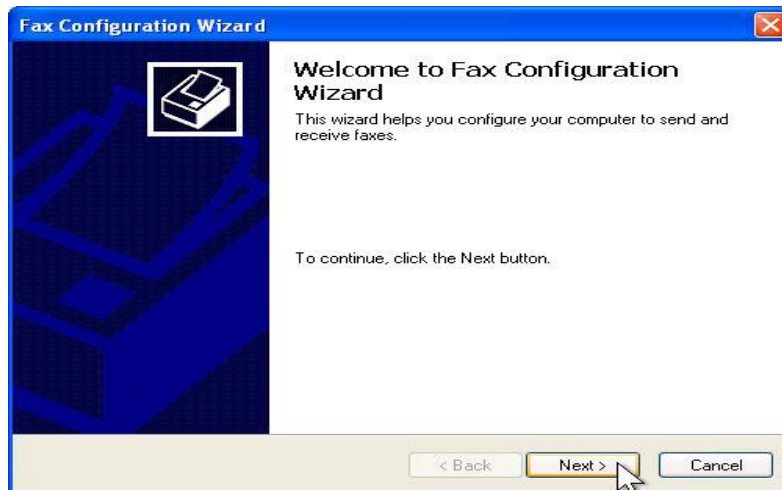 Fax Configuration Wizard
Welcome to Fax Configuration
Wizard
This wizard helps you configure your computer to send and
receive faxes.
To continue, click the Next button.
< Back Next > Cancel